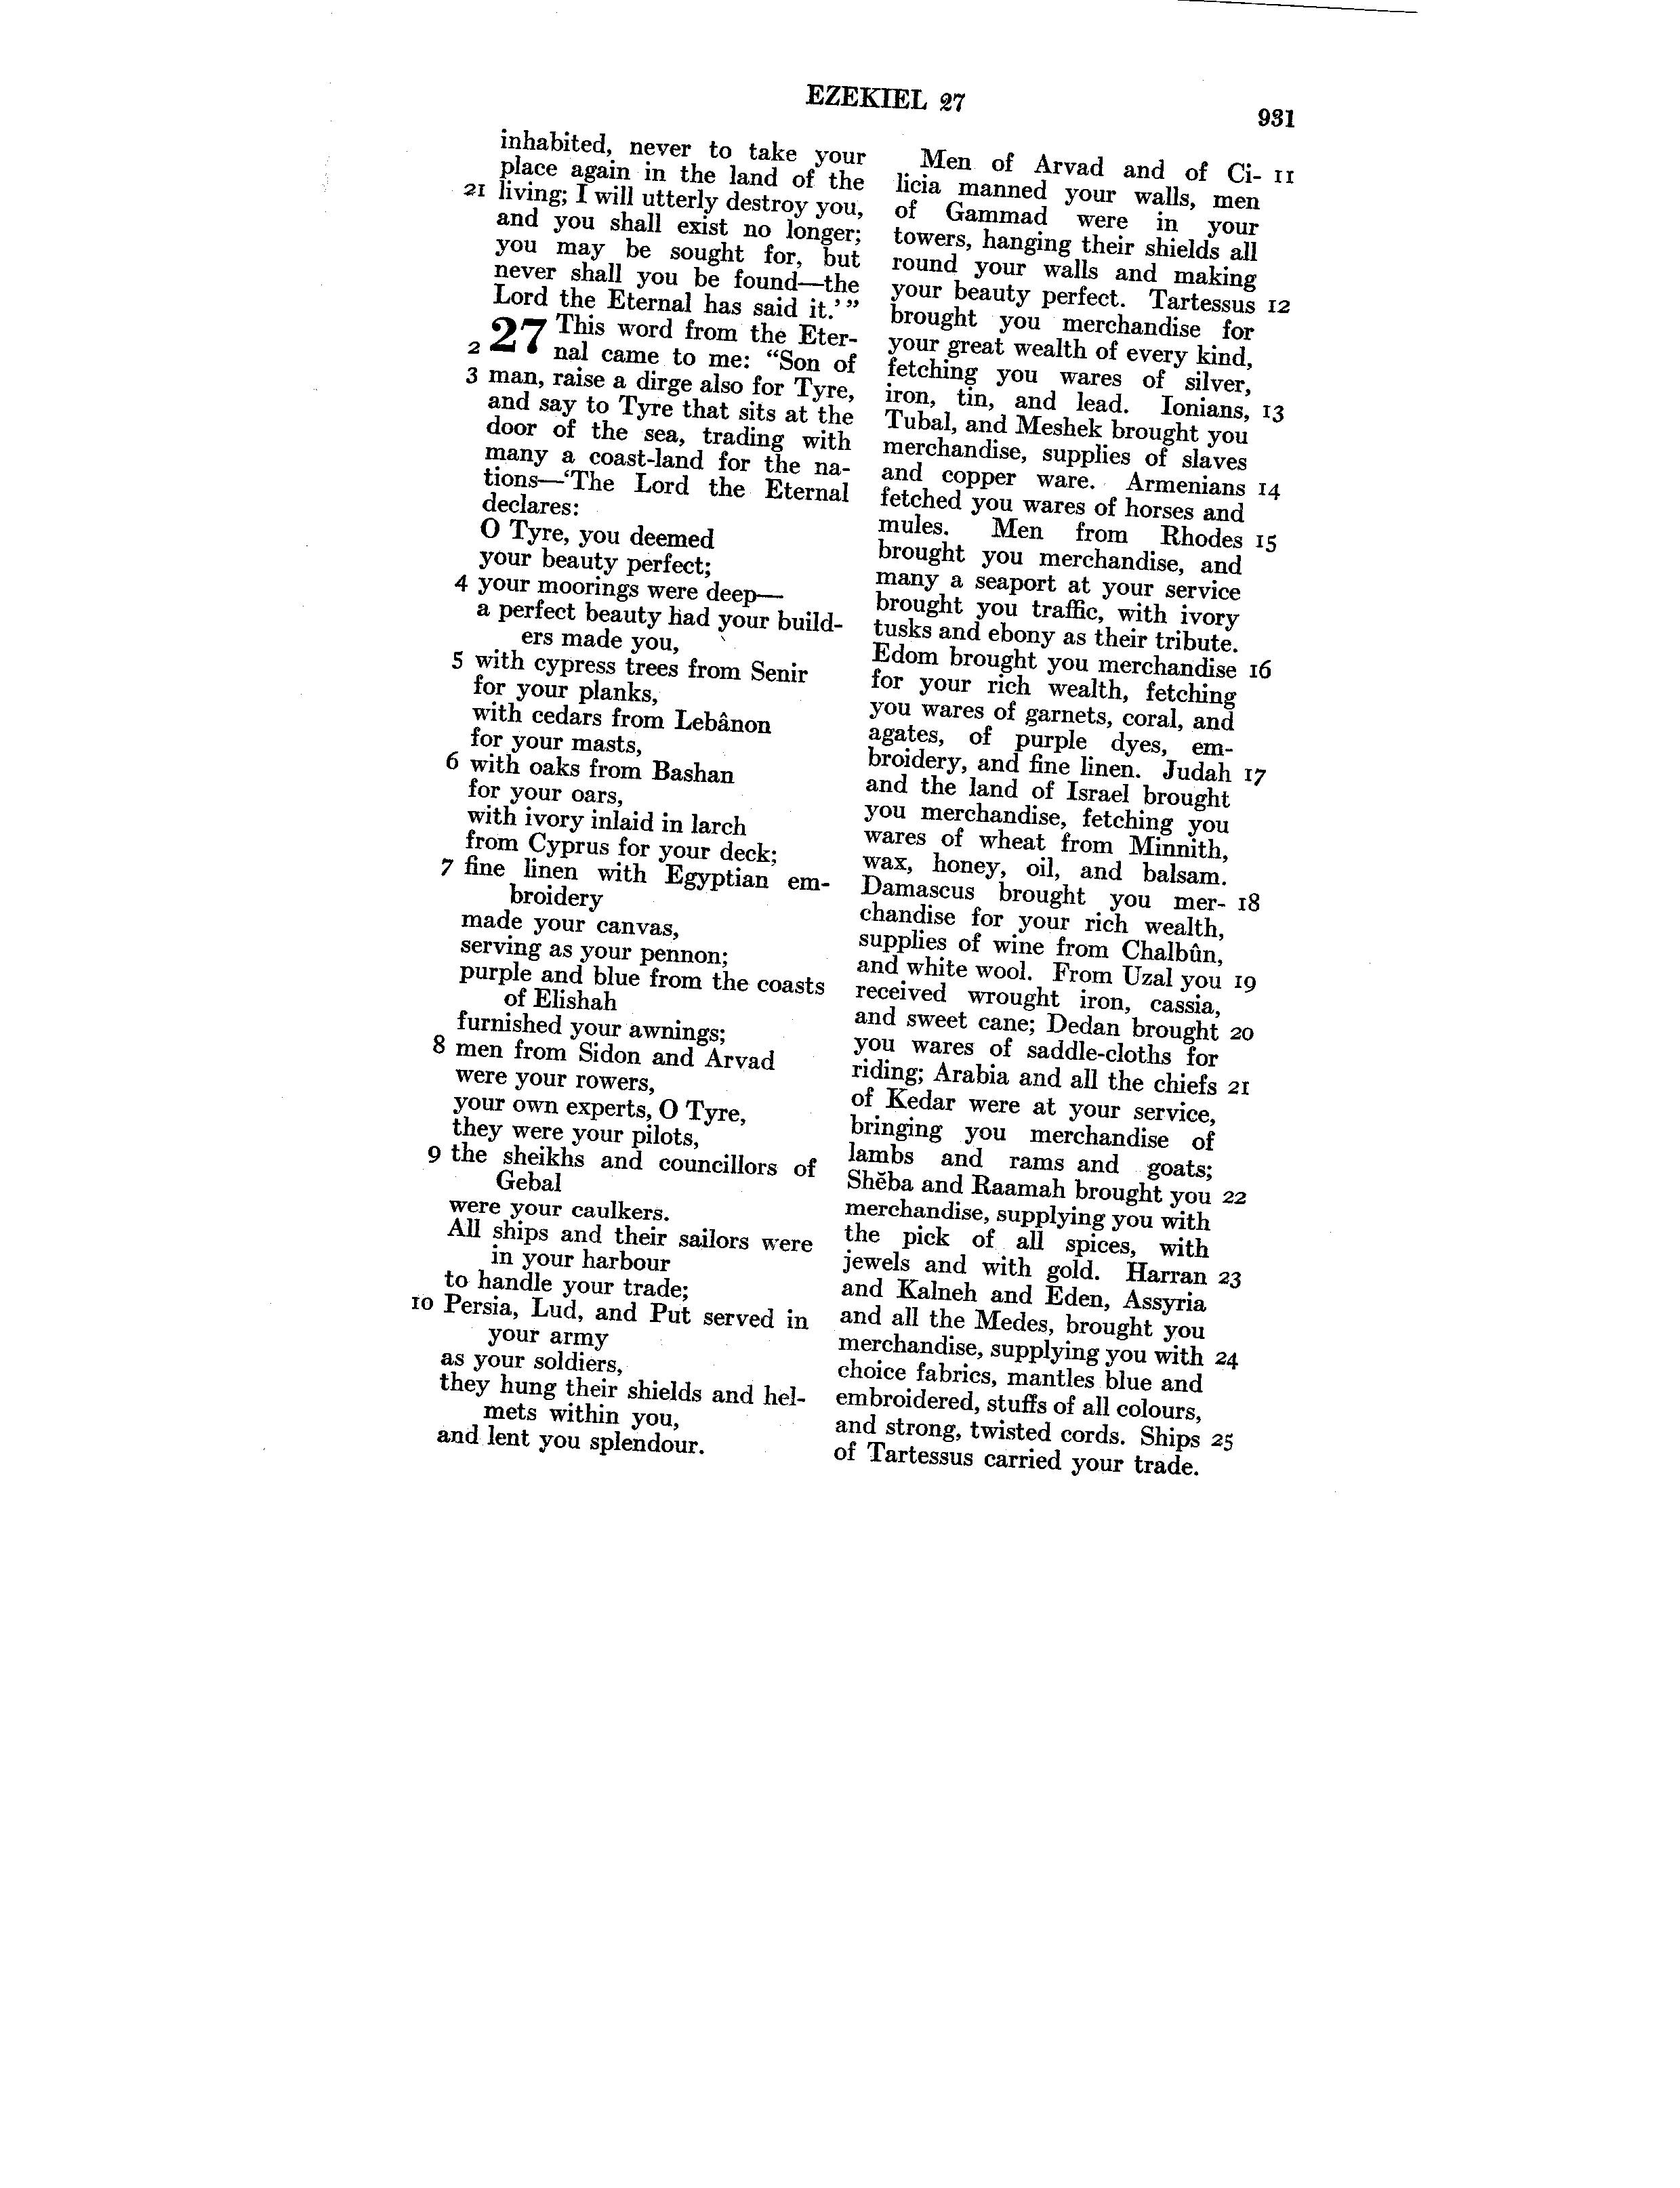 EZEKIEL 27
931
inhabited, never to take your
place again in the land of the
21 living; I will utterly destroy you,
and you shall exist no longer;
you may be sought for, but
never shall you be found—the
Lord the Eternal has said it.’”
27 This word from the Eter-
2 nal came to me: “Son of
3 man, raise a dirge also for Tyre,
and say to Tyre that sits at the
door of the sea, trading with
many a coast-land for the na-
tions—‘The Lord the Eternal
declares:
O Tyre, you deemed
your beauty perfect;
4 your moorings were deep—
a perfect beauty had your build-
ers made you,
5 with cypress trees from Senir
for your planks,
with cedars from Lebânon
for your masts,
6 with oaks from Bashan
for your oars,
with ivory inlaid in larch
from Cyprus for your deck;
7 fine linen with Egyptian em-
broidery
made your canvas,
serving as your pennon;
purple and blue from the coasts
of Elishah
furnished your awnings;
8 men from Sidon and Arvad
were your rowers,
your own experts, O Tyre,
they were your pilots,
9 the sheikhs and councillors of
Gebal
were your caulkers.
All ships and their sailors were
in your harbour
to handle your trade;
10 Persia, Lud, and Put served in
your army
as your soldiers,
they hung their shields and hel-
mets within you,
and lent you splendour.
Men of Arvad and of Ci- 11
licia manned your walls, men
of Gammad were in your
towers, hanging their shields all
round your walls and making
your beauty perfect. Tartessus 12
brought you merchandise for
your great wealth of every kind,
fetching you wares of silver,
iron, tin, and lead. Ionians, 13
Tubal, and Meshek brought you
merchandise, supplies of slaves
and copper ware. Armenians 14
fetched you wares of horses and
mules. Men from Rhodes 15
brought you merchandise, and
many a seaport at your service
brought you traffic, with ivory
tusks and ebony as their tribute.
Edom brought you merchandise 16
for your rich wealth, fetching
you wares of garnets, coral, and
agates, of purple dyes, em-
broidery, and fine linen. Judah 17
and the land of Israel brought
you merchandise, fetching you
wares of wheat from Minnith,
wax, honey, oil, and balsam.
Damascus brought you mer- 18
chandise for your rich wealth,
supplies of wine from Chalbûn,
and white wool. From Uzal you 19
received wrought iron, cassia,
and sweet cane; Dedan brought 20
you wares of saddle-cloths for
riding; Arabia and all the chiefs 21
of Kedar were at your service,
bringing you merchandise of
lambs and rams and goats;
Shĕba and Raamah brought you 22
merchandise, supplying you with
the pick of all spices, with
jewels and with gold. Harran 23
and Kalneh and Eden, Assyria
and all the Medes, brought you
merchandise, supplying you with 24
choice fabrics, mantles blue and
embroidered, stuffs of all colours,
and strong, twisted cords. Ships 25
of Tartessus carried your trade.